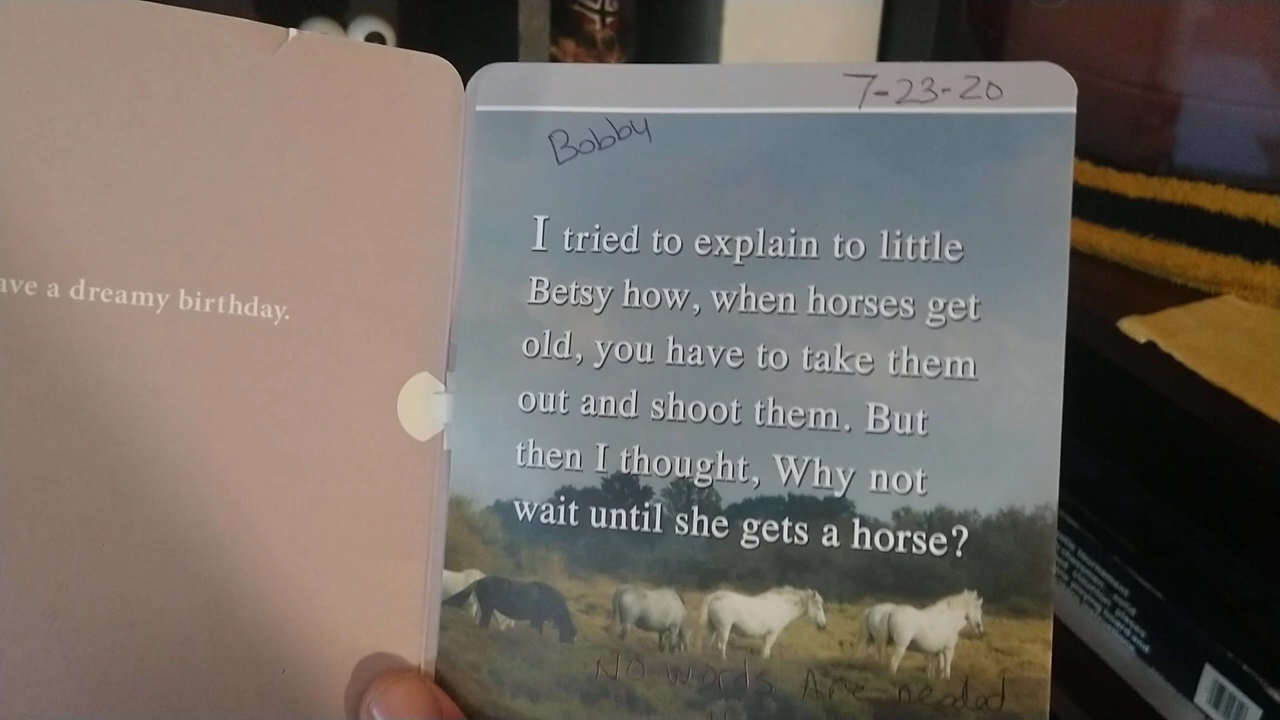 ave a dreamy birthday.
7-23-20
Bobby
I tried to explain to little
Betsy how, when horses get
old, you have to take them
out and shoot them. But
then I thought, Why not
wait until she gets a horse?
No words Are needed